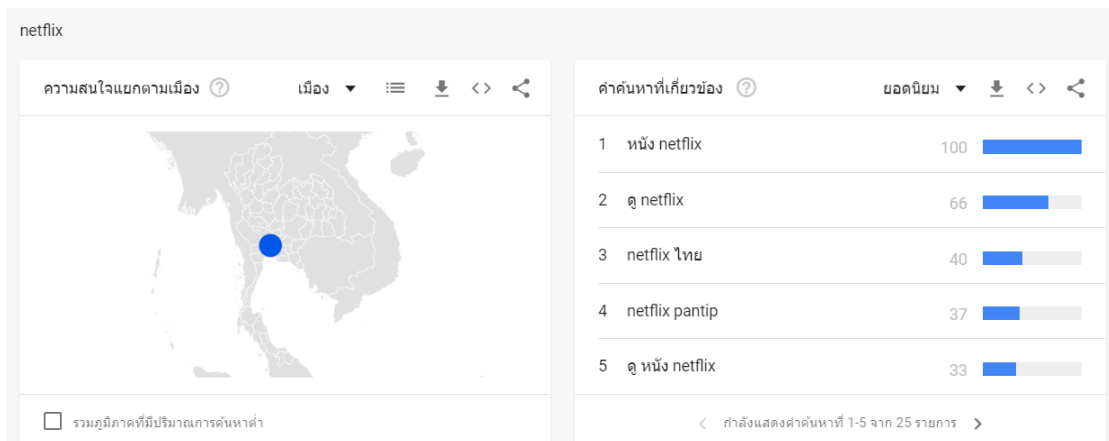 netflix
ความสนใจแยกตามเมือง
เมือง
คำค้นหาที่เกี่ยวข้อง
ยอดนิยม
1 หนัง netflix 100
2 ดู netflix 66
3 netflix ไทย 40
4 netflix pantip 37
5 ดู หนัง netflix 33
รวมภูมิภาคที่มีปริมาณการค้นหาต่ำ
กำลังแสดงคำค้นหาที่ 1-5 จาก 25 รายการ